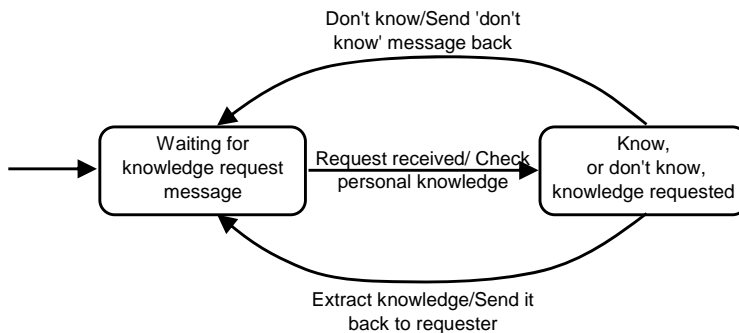 Don't know/Send 'don't
know' message back
Waiting for
knowledge request
message
Request received/ Check
personal knowledge
Know,
or don't know,
knowledge requested
Extract knowledge/Send it
back to requester